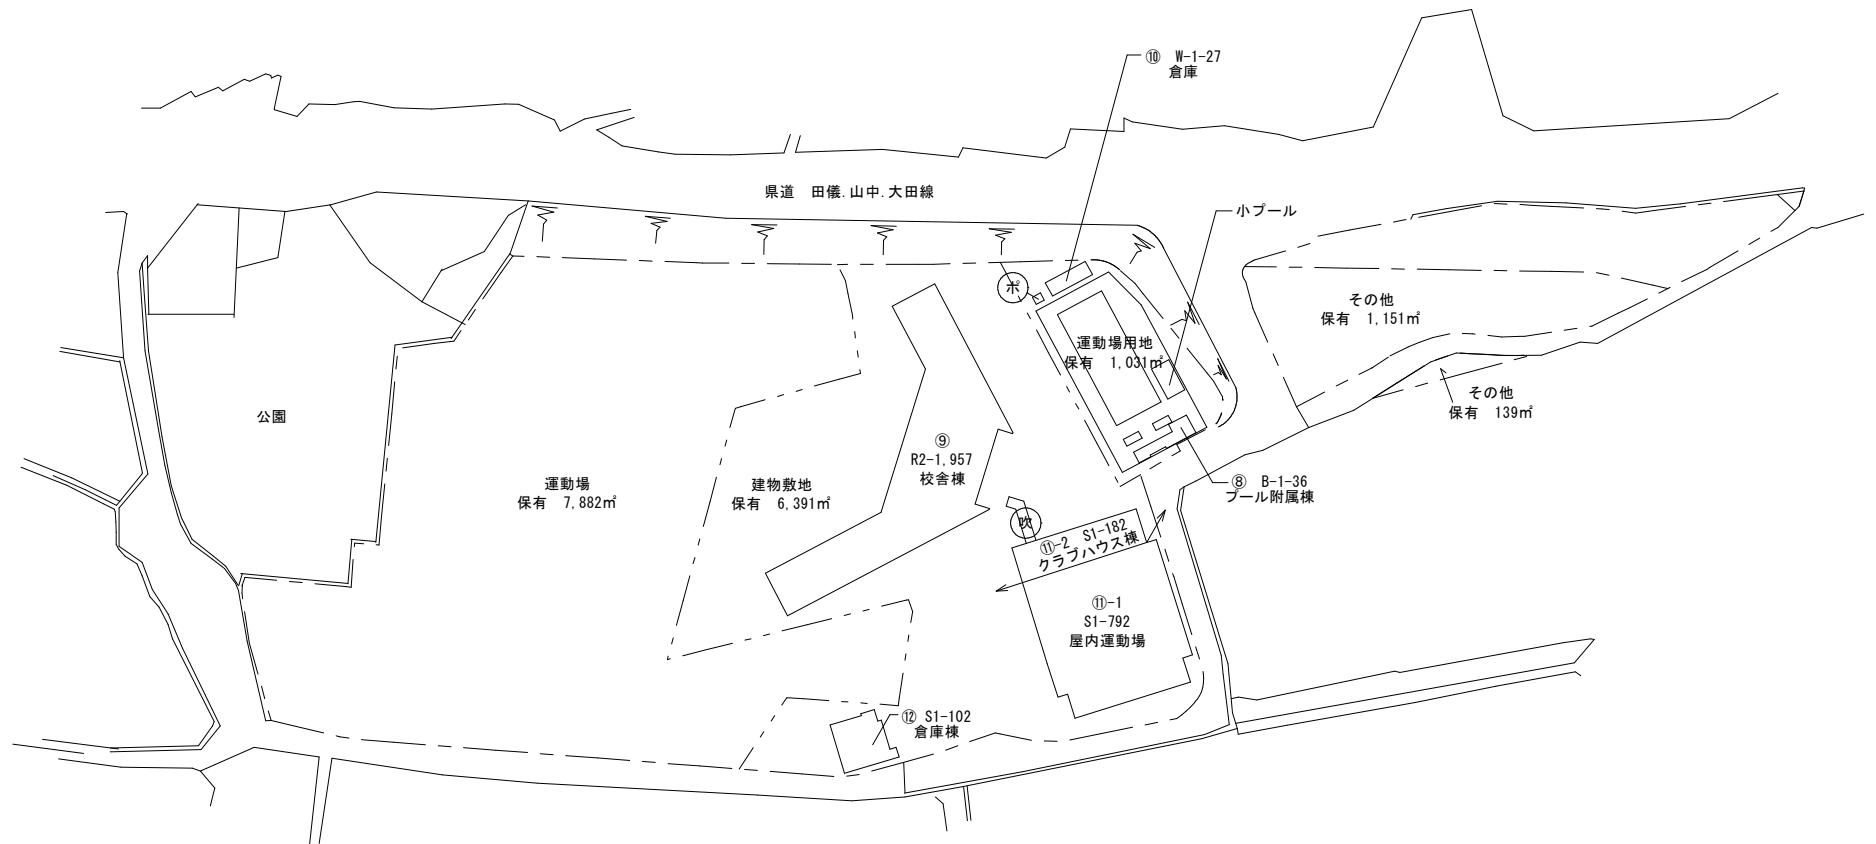 ⑩ W-1-27
倉庫
県道 田儀.山中.大田線
小プール
ポ
その他
保有 1,151㎡
運動場用地
保有 1,031㎡
その他
保有 139㎡
公園
⑨
R2-1,957
校舎棟
運動場
保有 7,882㎡
建物敷地
保有 6,391㎡
⑧ B-1-36
プール附属棟
吹
⑪-2 S1-182
クラブハウス棟
⑪-1
S1-792
屋内運動場
⑫ S1-102
倉庫棟